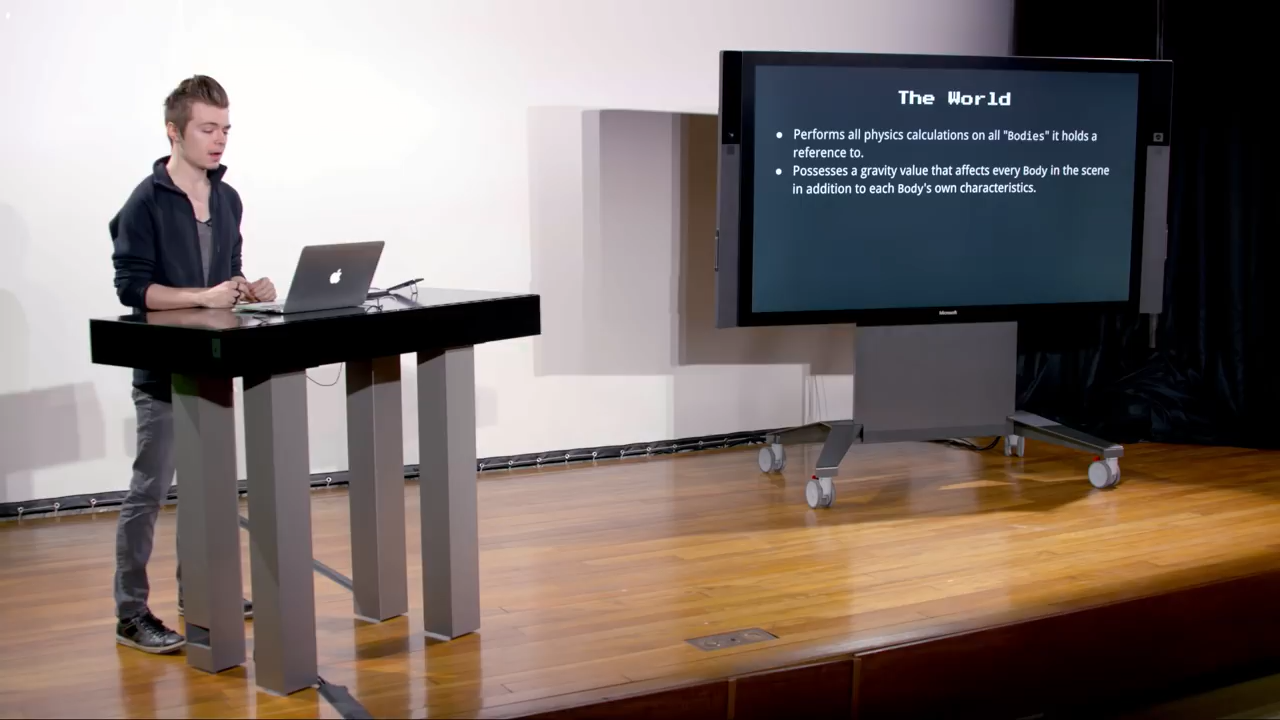 The World
• Performs all physics calculations on all "Bodies" it holds a
reference to.
• Possesses a gravity value that affects every Body in the scene
in addition to each Body's own characteristics.
Microsoft